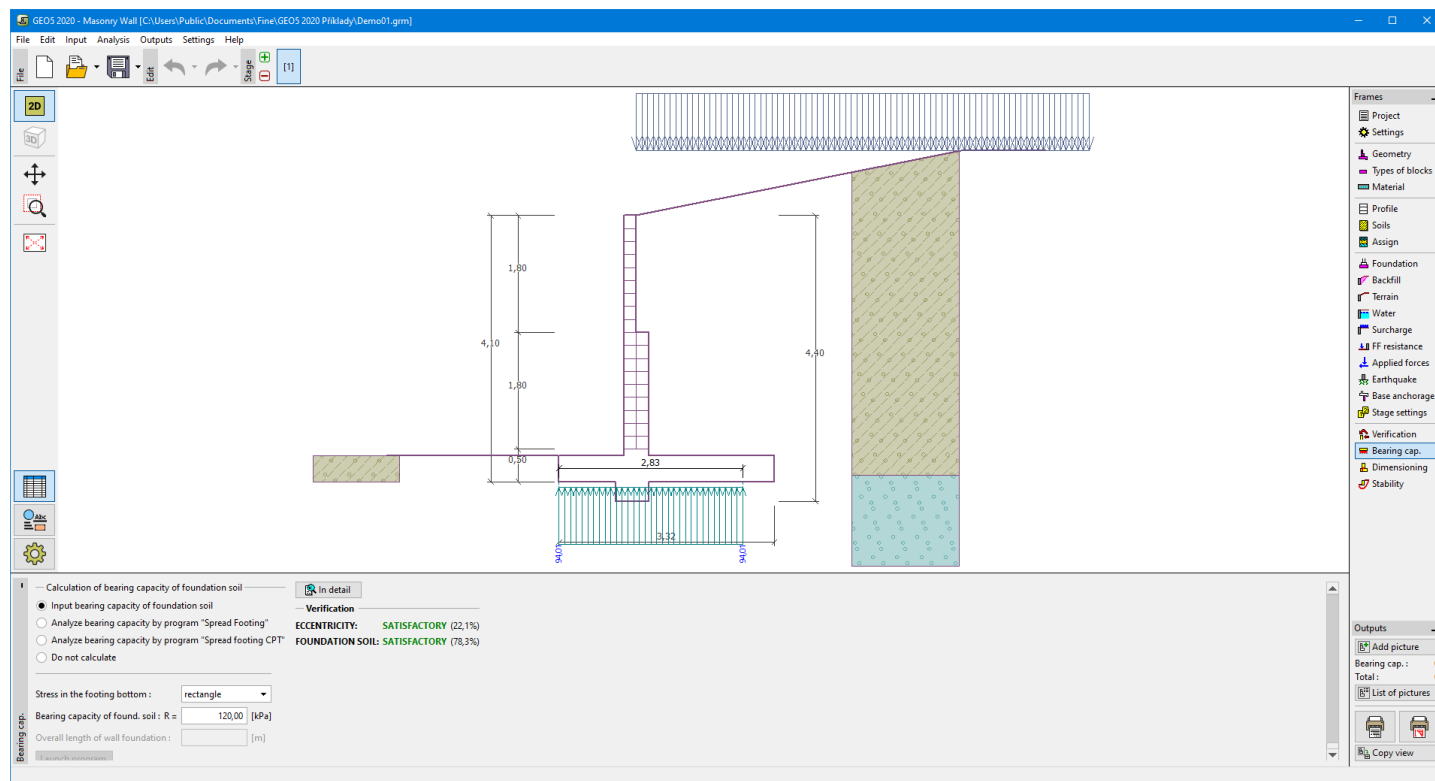 GEO5 2020 - Masonry Wall [C:\Users\Public\Documents\Fine\GEO5 2020 Příklady\Demo01.grm]
File Edit Input Analysis Outputs Settings Help
File
Edit
Stage
[1]
2D
3D
Abc
1,80
4,10
1,80
0,50
4,40
2,83
3,32
94,07
94,07
Frames
Project
Settings
Geometry
Types of blocks
Material
Profile
Soils
Assign
Foundation
Backfill
Terrain
Water
Surcharge
FF resistance
Applied forces
Earthquake
Base anchorage
Stage settings
Verification
Bearing cap.
Dimensioning
Stability
Outputs
Add picture
Bearing cap. :
Total :
List of pictures
Copy view
Bearing cap.
Calculation of bearing capacity of foundation soil
Input bearing capacity of foundation soil
Analyze bearing capacity by program "Spread Footing"
Analyze bearing capacity by program "Spread footing CPT"
Do not calculate
Stress in the footing bottom : rectangle
Bearing capacity of found. soil : R = 120,00 [kPa]
Overall length of wall foundation : [m]
Launch program
In detail
Verification
ECCENTRICITY: SATISFACTORY (22,1%)
FOUNDATION SOIL: SATISFACTORY (78,3%)